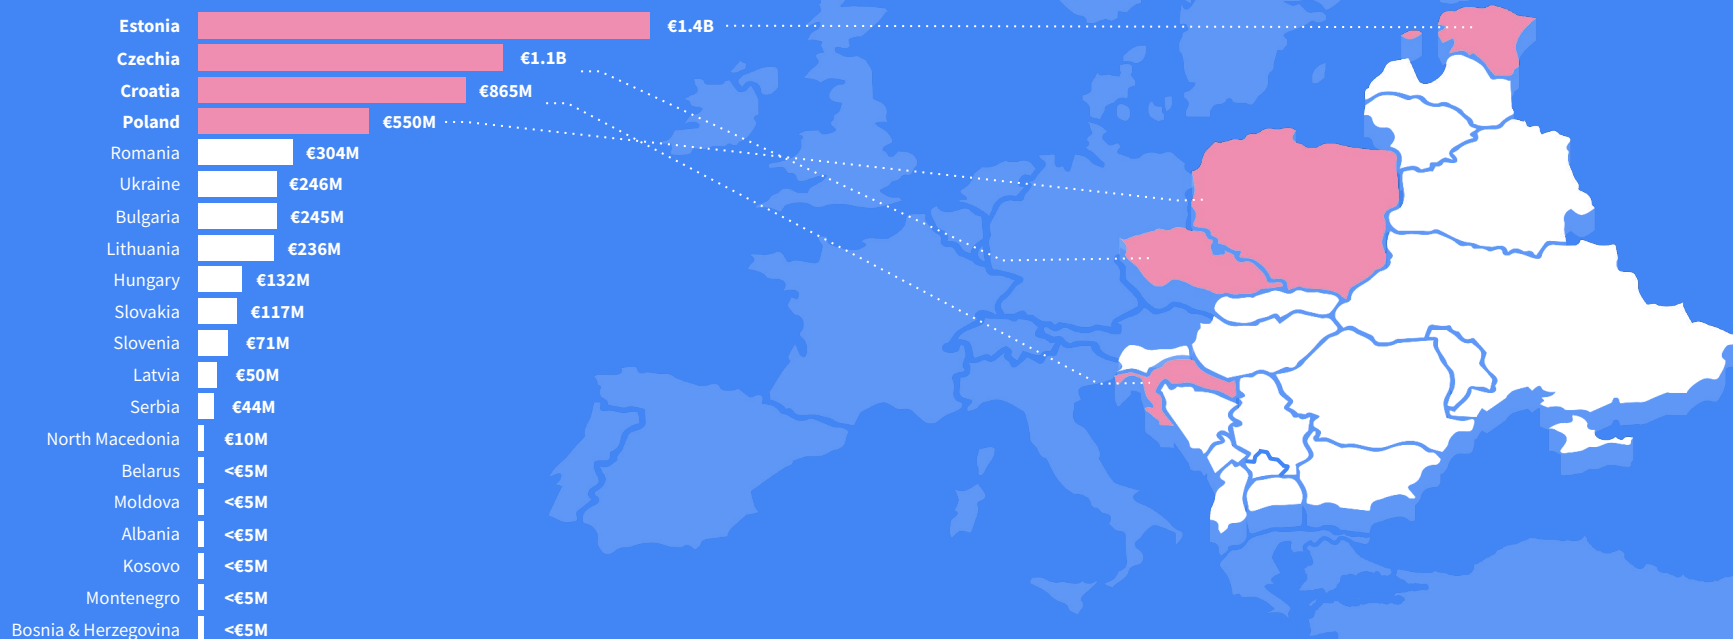 Estonia €1.4B
Czechia €1.1B
Croatia €865M
Poland €550M
Romania €304M
Ukraine €246M
Bulgaria €245M
Lithuania €236M
Hungary €132M
Slovakia €117M
Slovenia €71M
Latvia €50M
Serbia €44M
North Macedonia €10M
Belarus <€5M
Moldova <€5M
Albania <€5M
Kosovo <€5M
Montenegro <€5M
Bosnia & Herzegovina <€5M